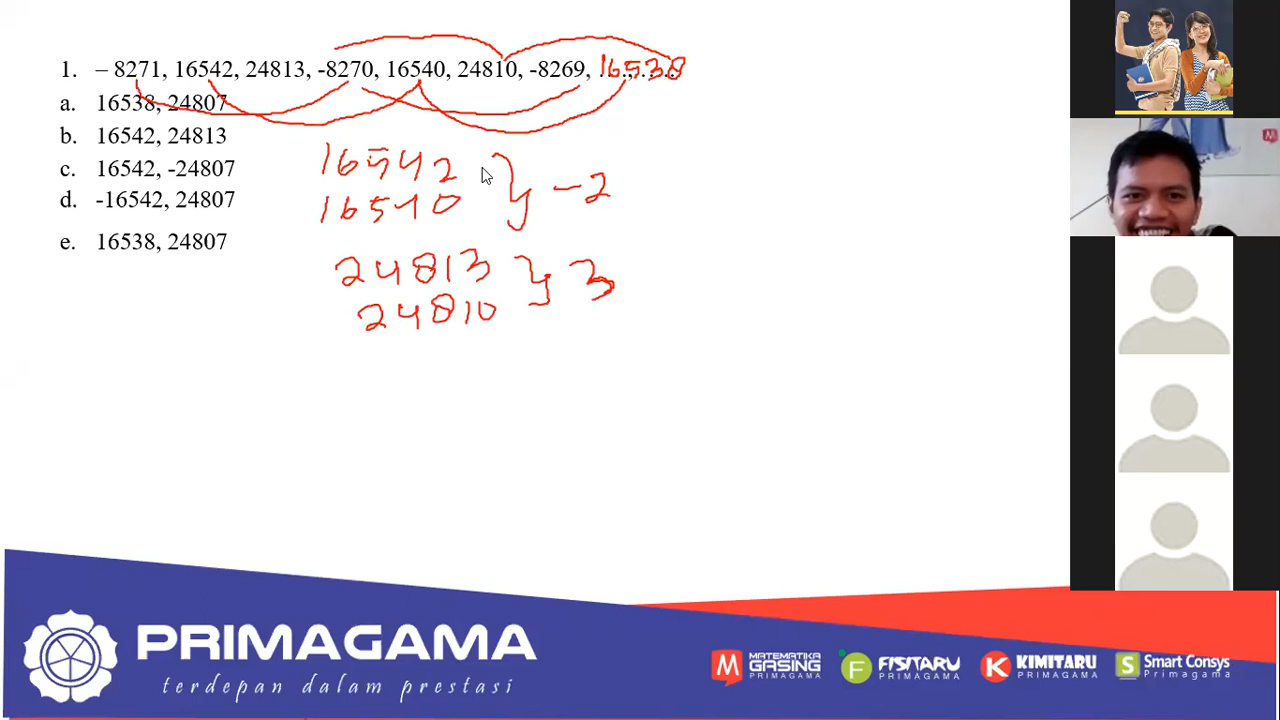 1. – 8271, 16542, 24813, -8270, 16540, 24810, -8269, 16538
a. 16538, 24807
b. 16542, 24813
c. 16542, -24807
d. -16542, 24807
e. 16538, 24807
16542
16540 } -2
24813
24810 } 3
PRIMAGAMA
terdepan dalam prestasi
M MATEMATIKA GASING PRIMAGAMA
F FISITARU PRIMAGAMA
K KIMITARU PRIMAGAMA
S Smart Consys Primagama